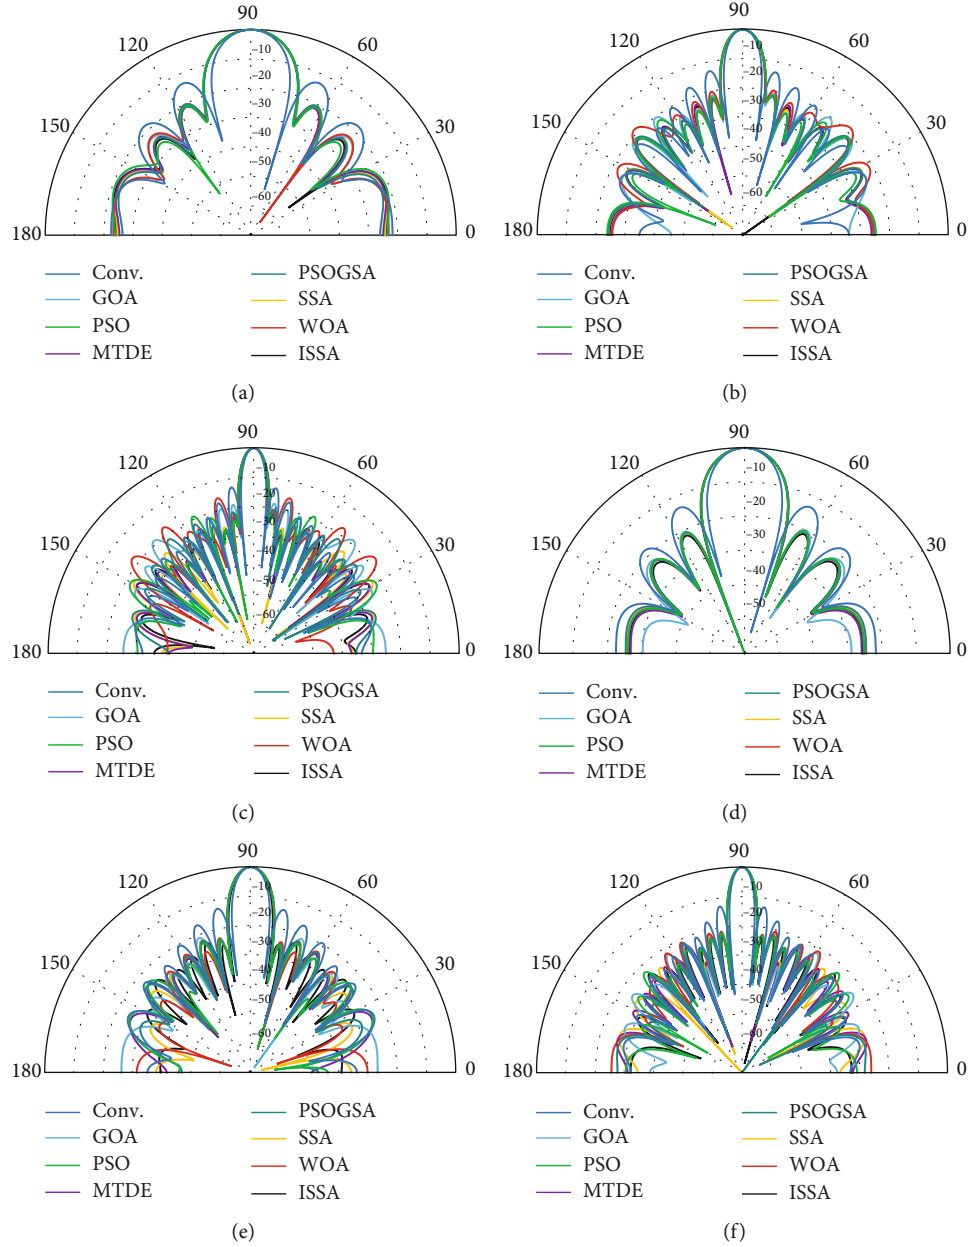 90
120 60
150 30
180 0
−10
−20
−30
−40
−50
−60
Conv. PSOGSA
GOA SSA
PSO WOA
MTDE ISSA
(a)
90
120 60
150 30
180 0
−10
−20
−30
−40
−50
−60
Conv. PSOGSA
GOA SSA
PSO WOA
MTDE ISSA
(b)
90
120 60
150 30
180 0
−10
−20
−30
−40
−50
−60
Conv. PSOGSA
GOA SSA
PSO WOA
MTDE ISSA
(c)
90
120 60
150 30
180 0
−10
−20
−30
−40
−50
Conv. PSOGSA
GOA SSA
PSO WOA
MTDE ISSA
(d)
90
120 60
150 30
180 0
−10
−20
−30
−40
−50
−60
Conv. PSOGSA
GOA SSA
PSO WOA
MTDE ISSA
(e)
90
120 60
150 30
180 0
−10
−20
−30
−40
−50
−60
Conv. PSOGSA
GOA SSA
PSO WOA
MTDE ISSA
(f)